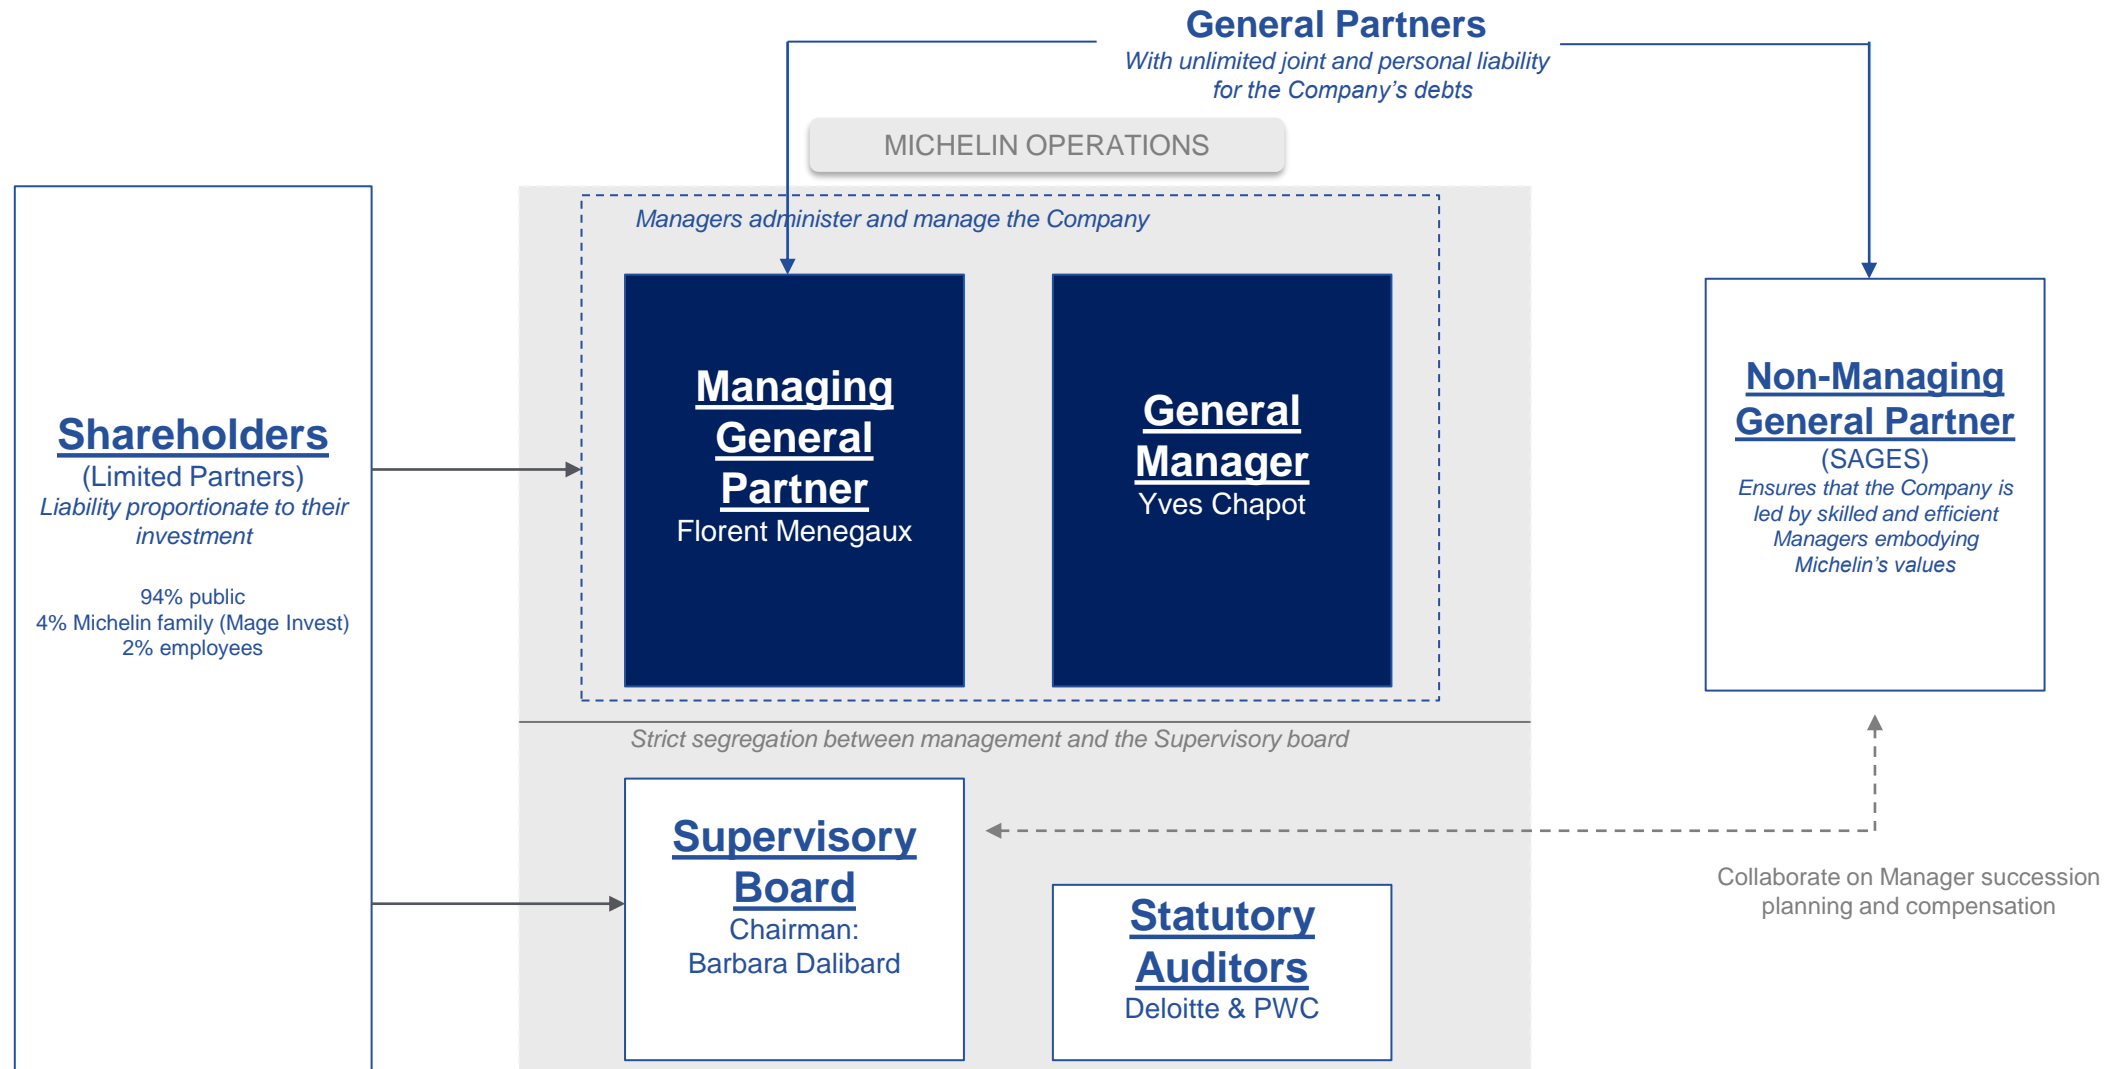 General Partners
With unlimited joint and personal liability
for the Company’s debts
MICHELIN OPERATIONS
Shareholders
(Limited Partners)
Liability proportionate to their
investment
94% public
4% Michelin family (Mage Invest)
2% employees
Managers administer and manage the Company
Managing
General
Partner
Florent Menegaux
General
Manager
Yves Chapot
Non-Managing
General Partner
(SAGES)
Ensures that the Company is
led by skilled and efficient
Managers embodying
Michelin’s values
Strict segregation between management and the Supervisory board
Supervisory
Board
Chairman:
Barbara Dalibard
Statutory
Auditors
Deloitte & PWC
Collaborate on Manager succession
planning and compensation